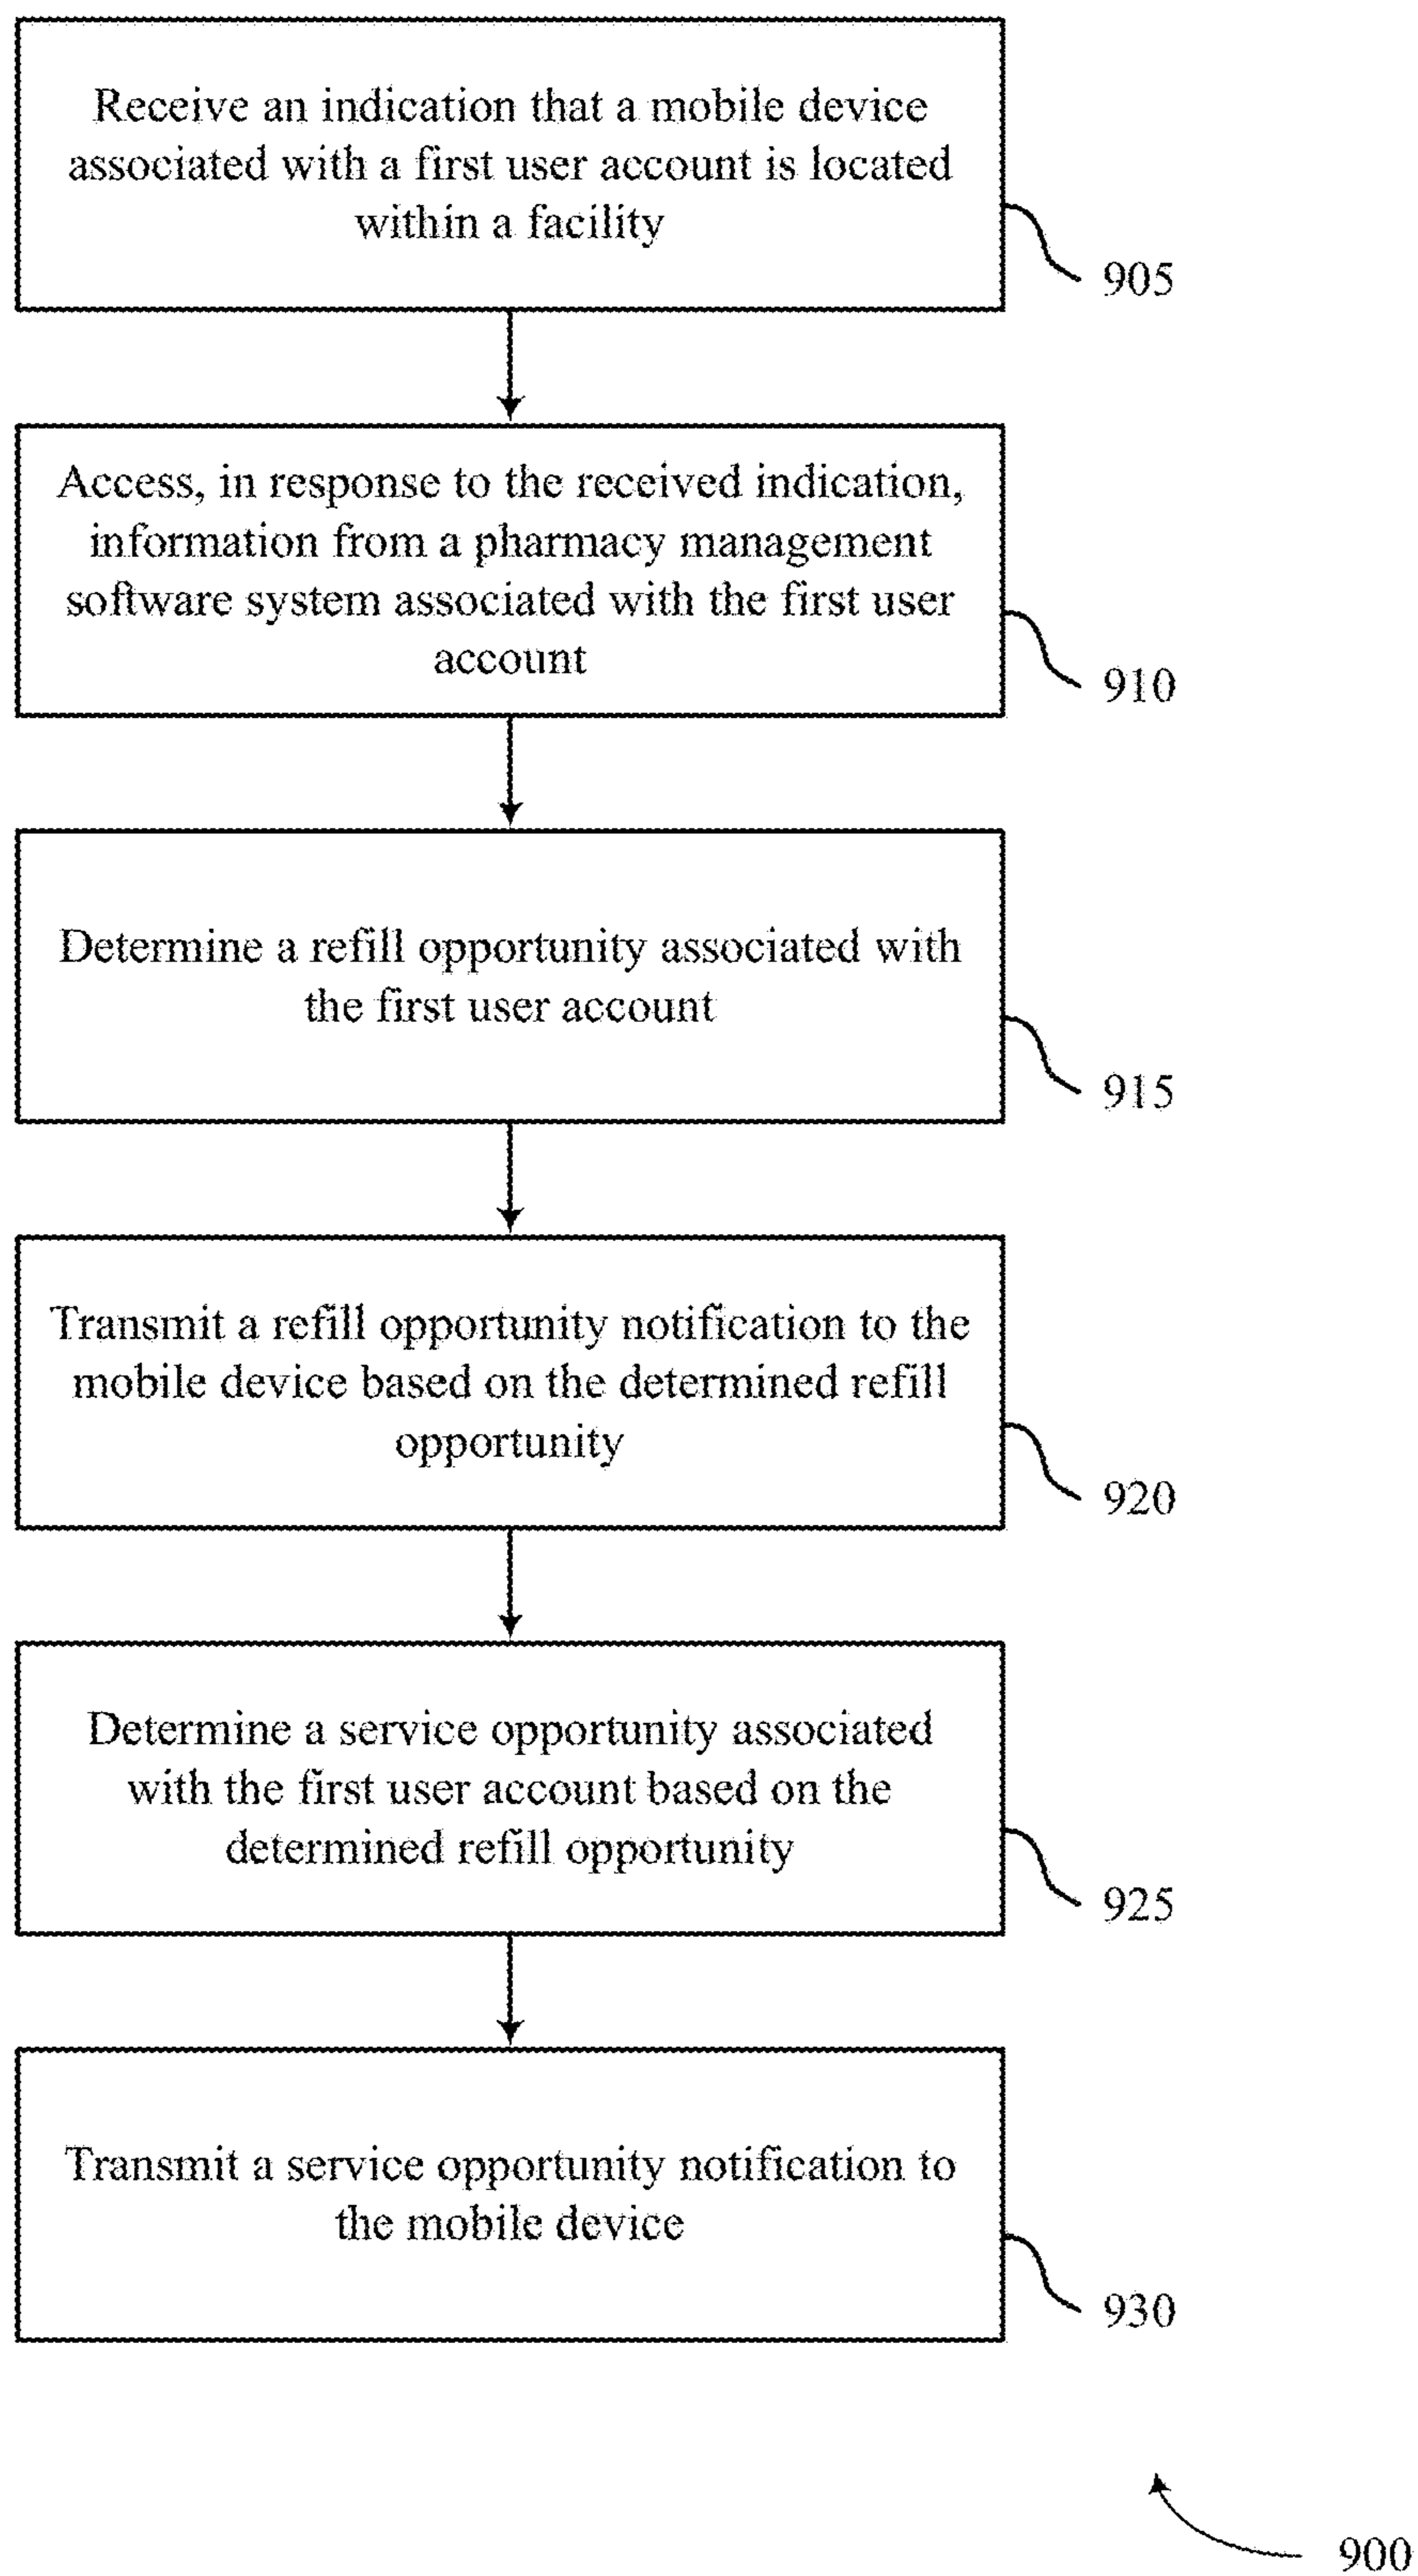 Receive an indication that a mobile device
associated with a first user account is located
within a facility
905
Access, in response to the received indication,
information from a pharmacy management
software system associated with the first user
account
910
Determine a refill opportunity associated with
the first user account
915
Transmit a refill opportunity notification to the
mobile device based on the determined refill
opportunity
920
Determine a service opportunity associated
with the first user account based on the
determined refill opportunity
925
Transmit a service opportunity notification to
the mobile device
930
900